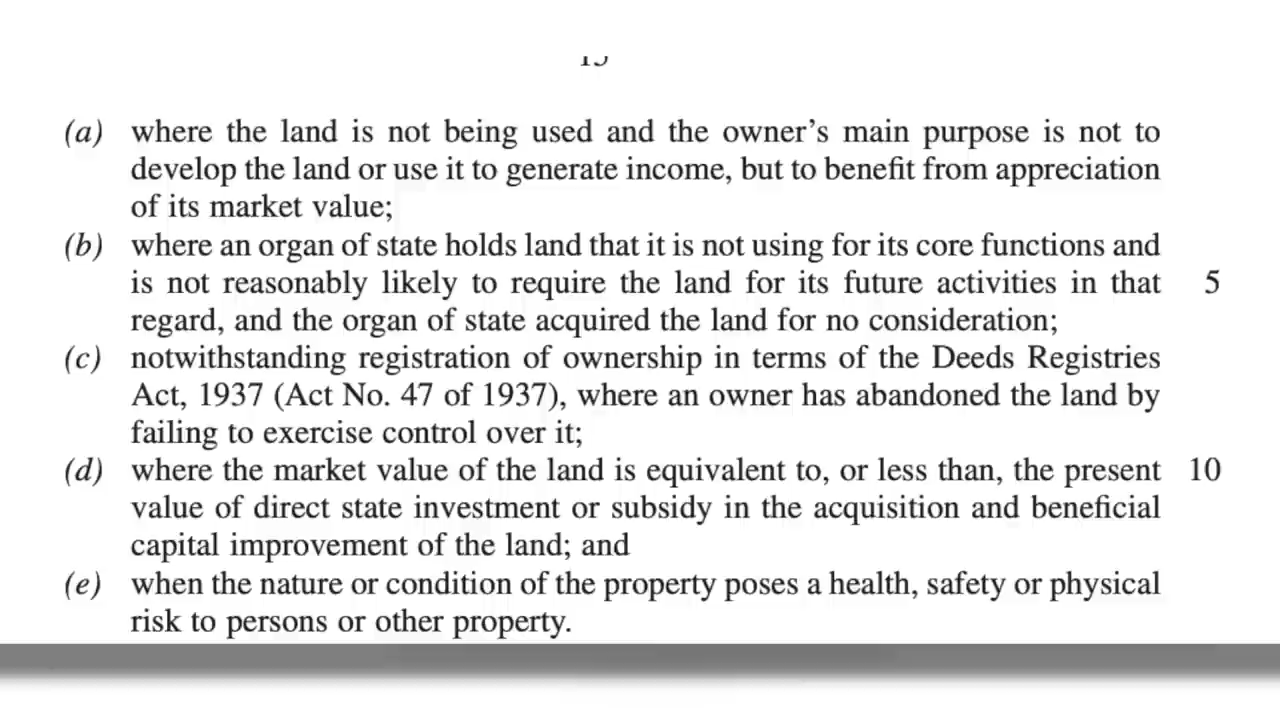 (a) where the land is not being used and the owner's main purpose is not to
develop the land or use it to generate income, but to benefit from appreciation
of its market value;
(b) where an organ of state holds land that it is not using for its core functions and
is not reasonably likely to require the land for its future activities in that 5
regard, and the organ of state acquired the land for no consideration;
(c) notwithstanding registration of ownership in terms of the Deeds Registries
Act, 1937 (Act No. 47 of 1937), where an owner has abandoned the land by
failing to exercise control over it;
(d) where the market value of the land is equivalent to, or less than, the present 10
value of direct state investment or subsidy in the acquisition and beneficial
capital improvement of the land; and
(e) when the nature or condition of the property poses a health, safety or physical
risk to persons or other property.